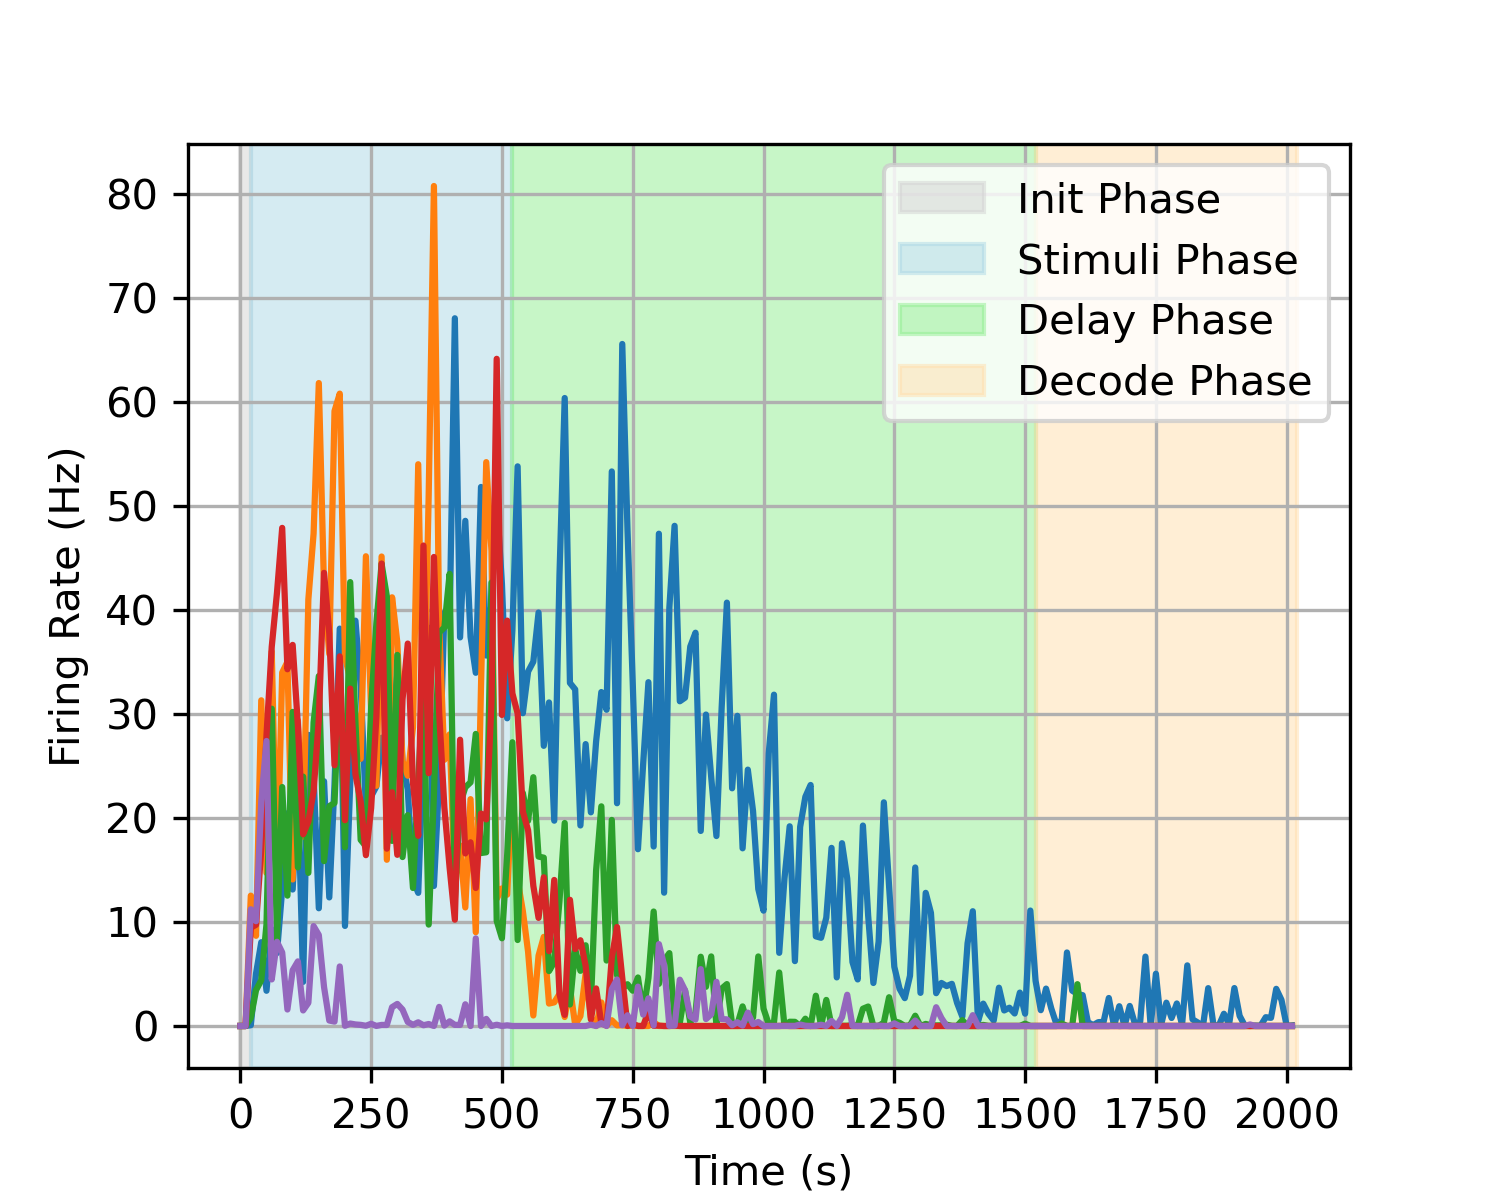 Firing Rate (Hz)
80
70
60
50
40
30
20
10
0
Init Phase
Stimuli Phase
Delay Phase
Decode Phase
0 250 500 750 1000 1250 1500 1750 2000
Time (s)